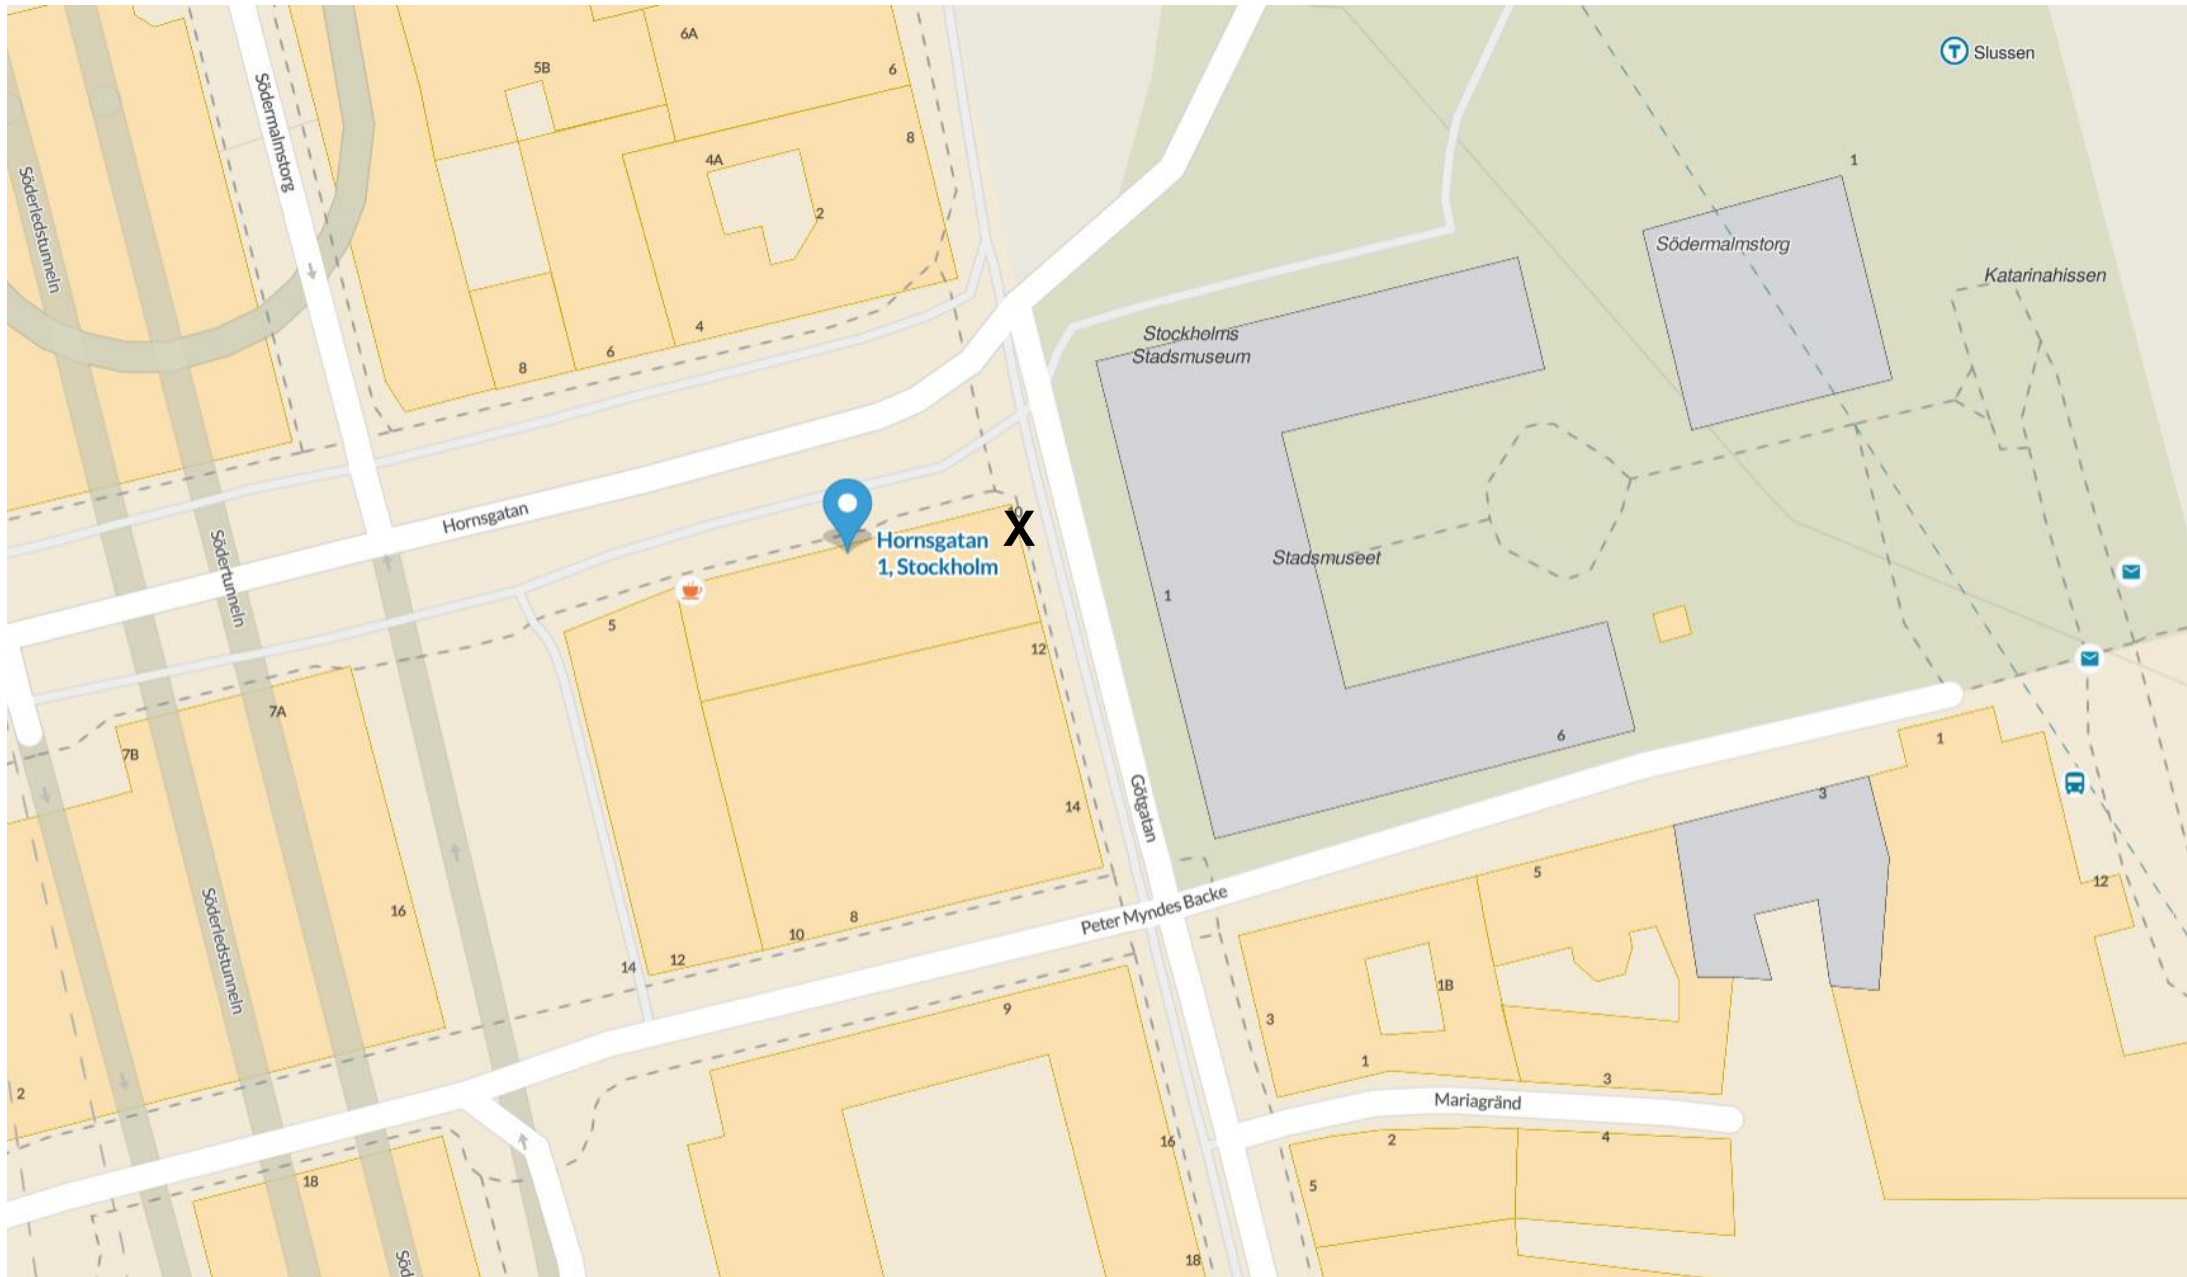 6A
5B
6
Slussen
Södermalmstorg
8
4A
1
Söderledstunneln
2
Södermalmstorg
Katarinahissen
4
Stockholms
Stadsmuseum
6
8
Hornsgatan
10
X
Hornsgatan
1, Stockholm
Stadsmuseet
Södertunneln
1
5
12
7A
7B
6
1
3
14
Götgatan
5
12
16
8
Peter Myndes Backe
10
Söderledstunneln
12
14
1B
9
3
1
3
2
Mariagränd
16
2
4
18
5
Söd
18